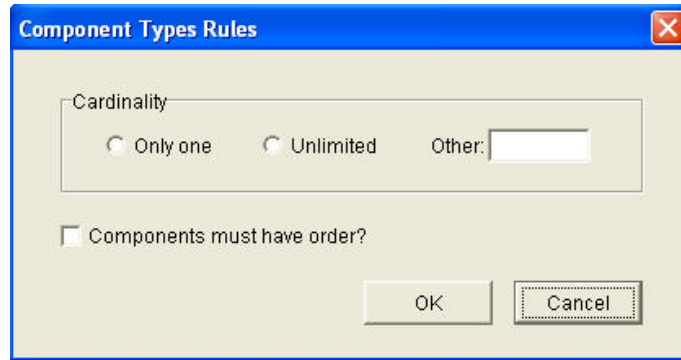 Component Types Rules
Cardinality
Only one Unlimited Other:
Components must have order?
OK Cancel